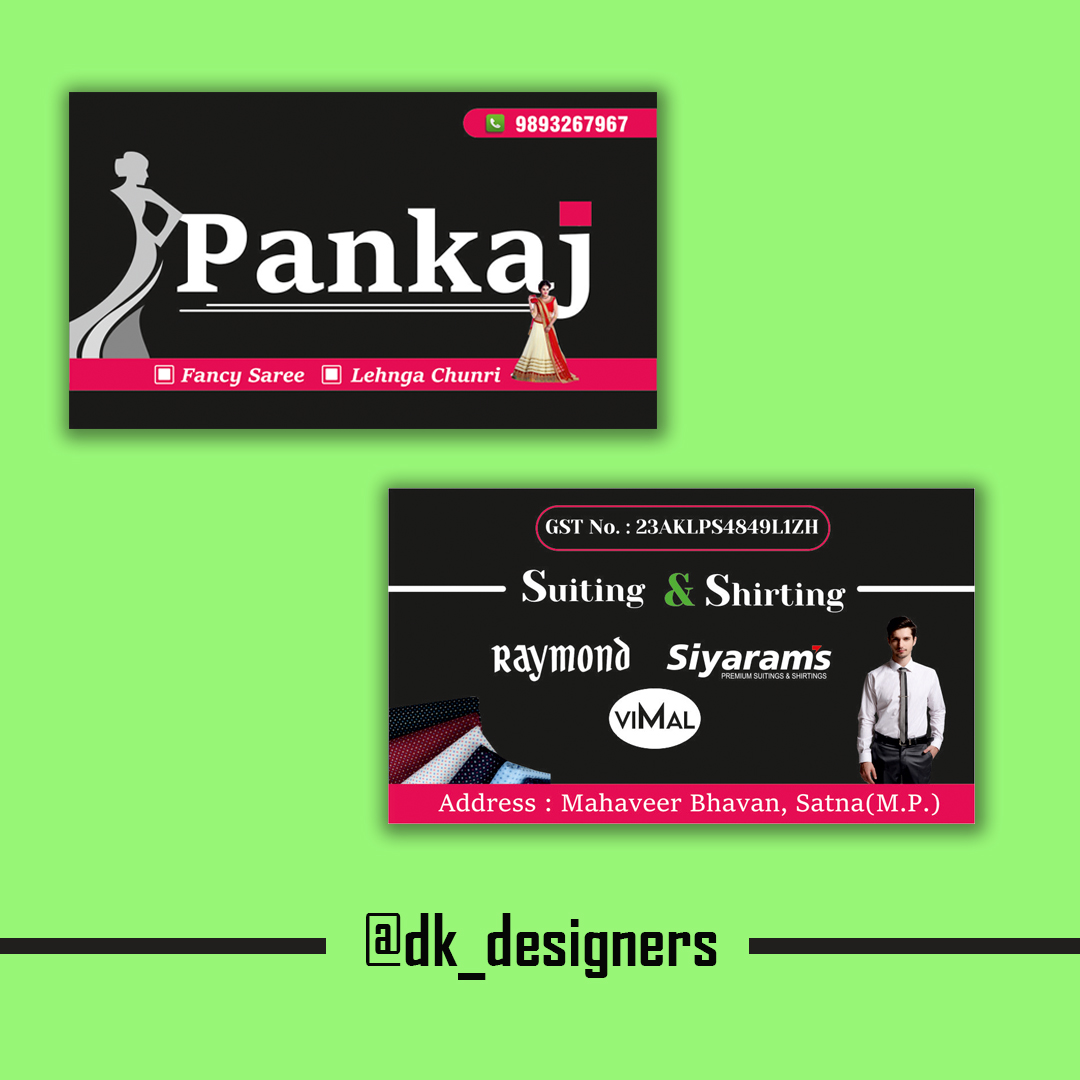 9893267967
Pankaj
Fancy Saree Lehnga Chunri
GST No. : 23AKLPS4849L1ZH
Suiting & Shirting
Raymond
Siyaram's
PREMIUM SUITINGS & SHIRTINGS
VIMAL
Address : Mahaveer Bhavan, Satna(M.P.)
@dk_designers